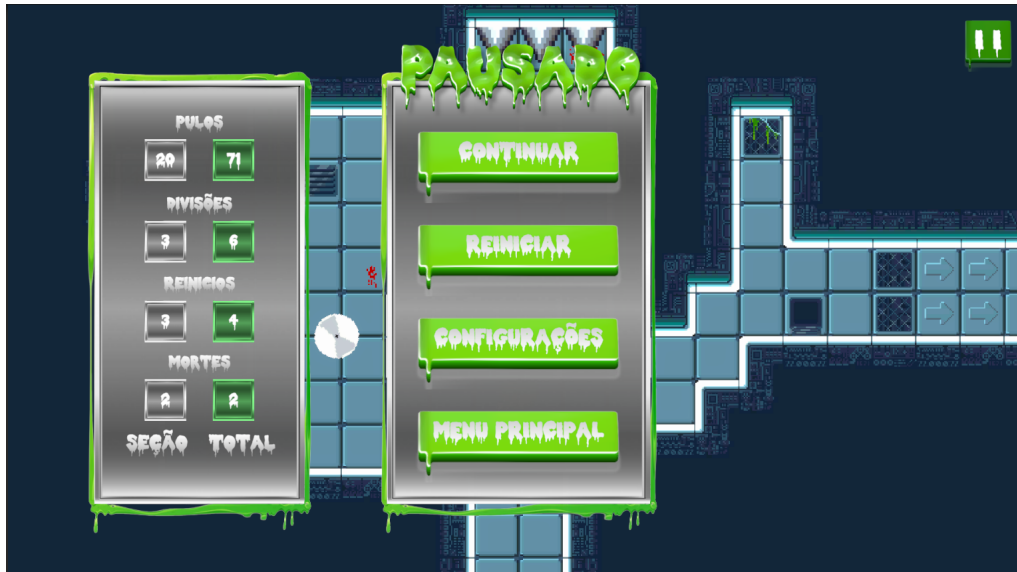 PULOS
20 71
DIVISÕES
3 6
REINICIOS
3 4
MORTES
2 2
SEÇÃO TOTAL
PAUSADO
CONTINUAR
REINICIAR
CONFIGURAÇÕES
MENU PRINCIPAL